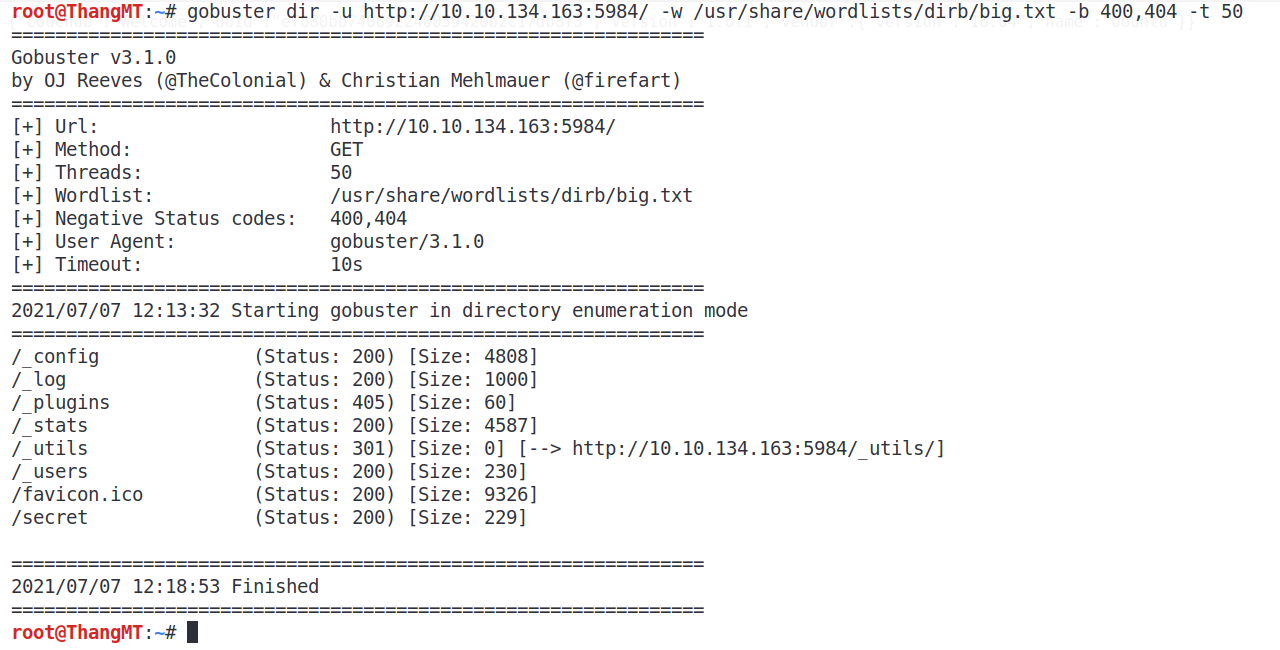 root@ThangMT:~# gobuster dir -u http://10.10.134.163:5984/ -w /usr/share/wordlists/dirb/big.txt -b 400,404 -t 50
===============================================================
Gobuster v3.1.0
by OJ Reeves (@TheColonial) & Christian Mehlmauer (@firefart)
===============================================================
[+] Url:                     http://10.10.134.163:5984/
[+] Method:                  GET
[+] Threads:                 50
[+] Wordlist:                /usr/share/wordlists/dirb/big.txt
[+] Negative Status codes:   400,404
[+] User Agent:              gobuster/3.1.0
[+] Timeout:                 10s
===============================================================
2021/07/07 12:13:32 Starting gobuster in directory enumeration mode
===============================================================
/_config              (Status: 200) [Size: 4808]
/_log                 (Status: 200) [Size: 1000]
/_plugins             (Status: 405) [Size: 60]
/_stats               (Status: 200) [Size: 4587]
/_utils               (Status: 301) [Size: 0] [--> http://10.10.134.163:5984/_utils/]
/_users               (Status: 200) [Size: 230]
/favicon.ico          (Status: 200) [Size: 9326]
/secret               (Status: 200) [Size: 229]
===============================================================
2021/07/07 12:18:53 Finished
===============================================================
root@ThangMT:~#